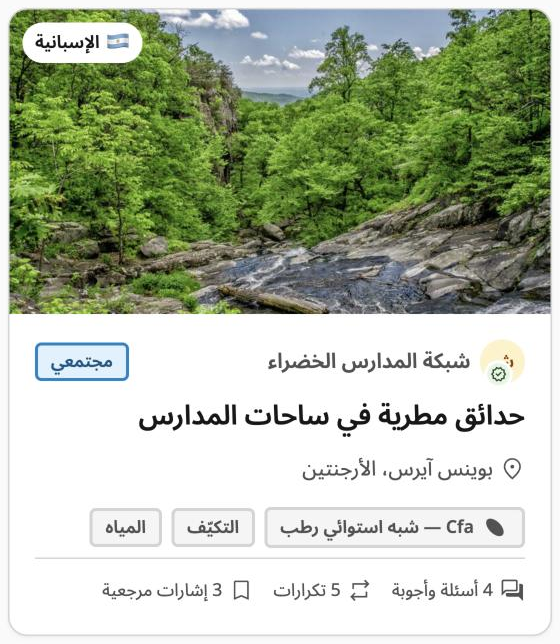 الإسبانية
شبكة المدارس الخضراء
مجتمعي
حدائق مطرية في ساحات المدارس
بوينس آيرس، الأرجنتين
Cfa — شبه استوائي رطب
التكيّف
المياه
4 أسئلة وأجوبة
5 تكرارات
3 إشارات مرجعية